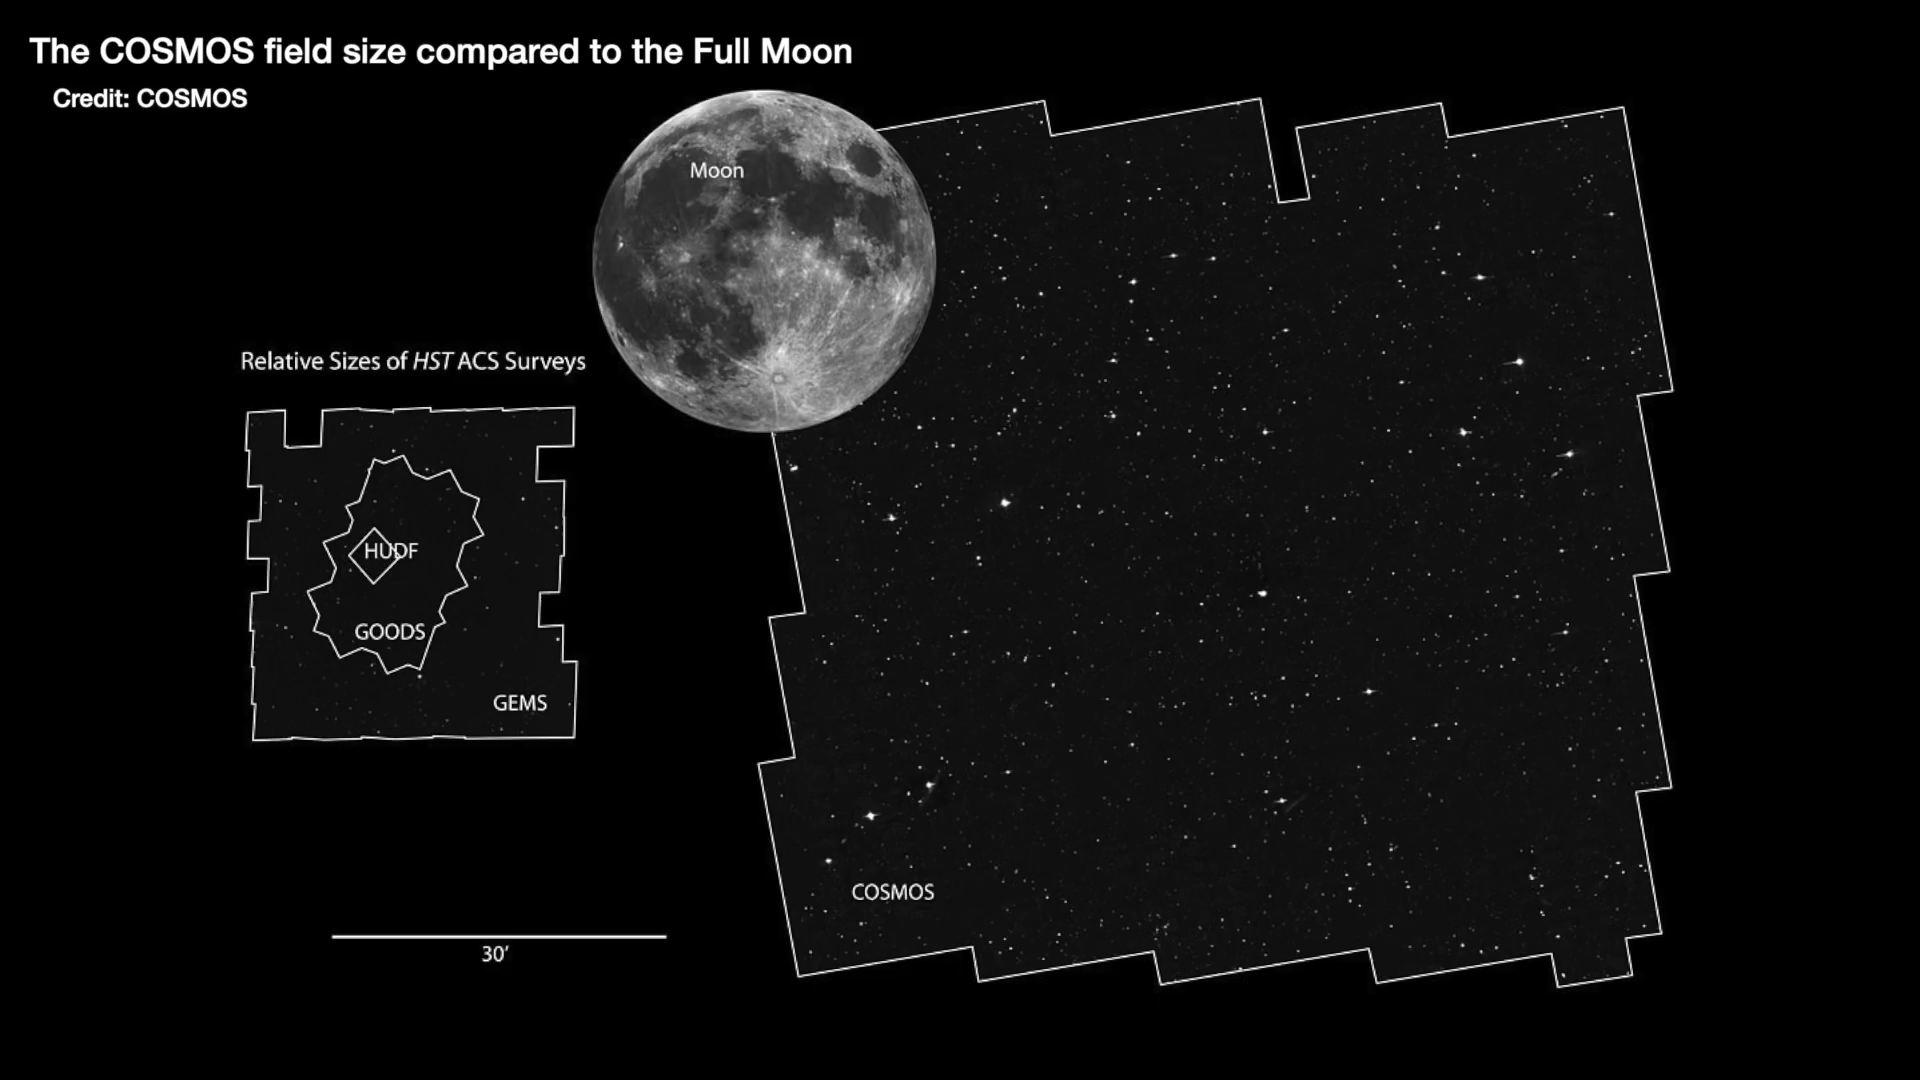 The COSMOS field size compared to the Full Moon
Credit: COSMOS
Moon
Relative Sizes of HST ACS Surveys
HUDF
GOODS
GEMS
COSMOS
30′